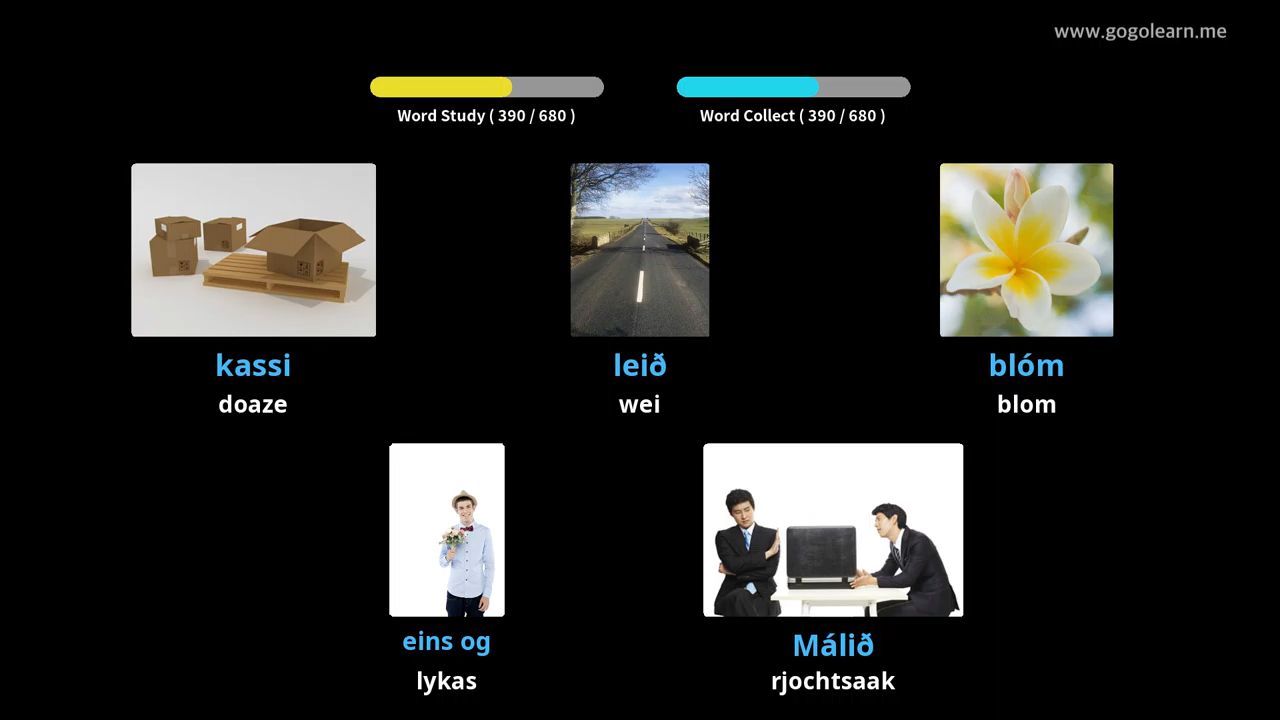 www.gogolearn.me
Word Study ( 390 / 680 )
Word Collect ( 390 / 680 )
kassi
leið
blóm
doaze
wei
blom
eins og
Málið
lykas
rjochtsaak